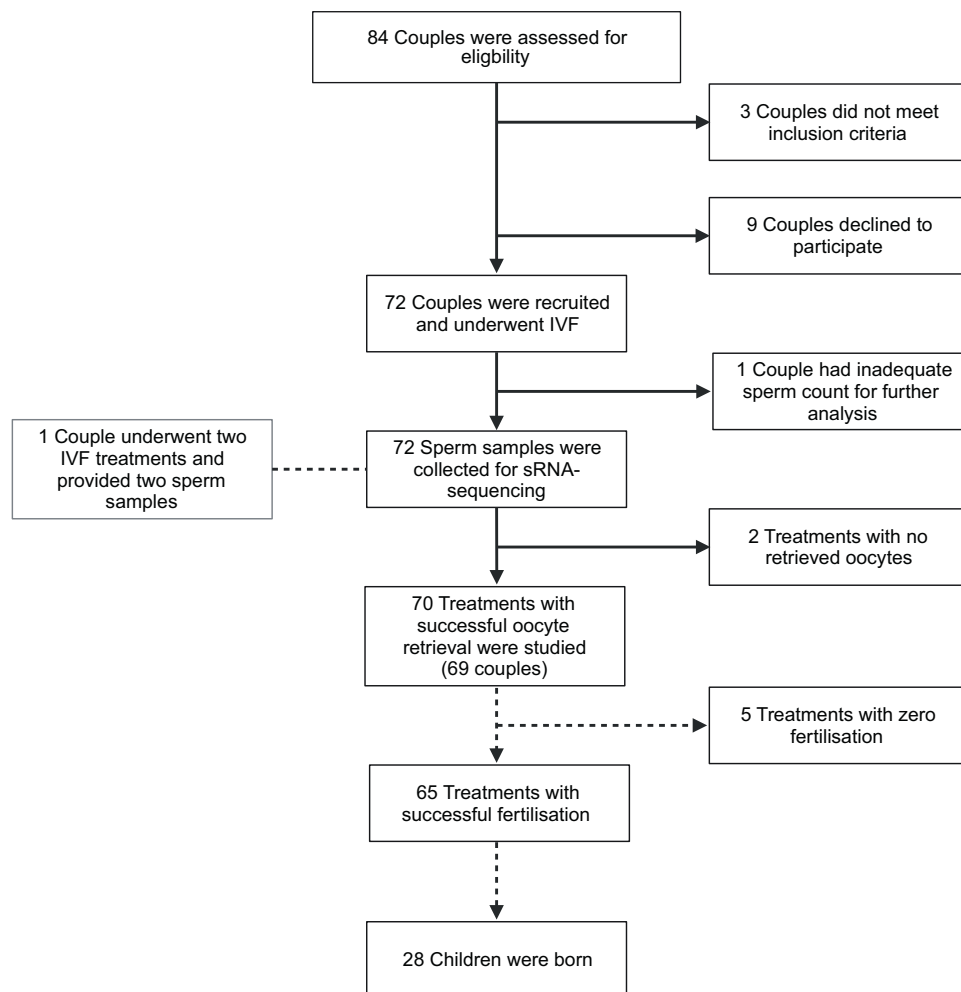 84 Couples were assessed for
eligbility
3 Couples did not meet
inclusion criteria
9 Couples declined to
participate
72 Couples were recruited
and underwent IVF
1 Couple had inadequate
sperm count for further
analysis
1 Couple underwent two
IVF treatments and
provided two sperm
samples
72 Sperm samples were
collected for sRNA-
sequencing
2 Treatments with no
retrieved oocytes
70 Treatments with
successful oocyte
retrieval were studied
(69 couples)
5 Treatments with zero
fertilisation
65 Treatments with
successful fertilisation
28 Children were born